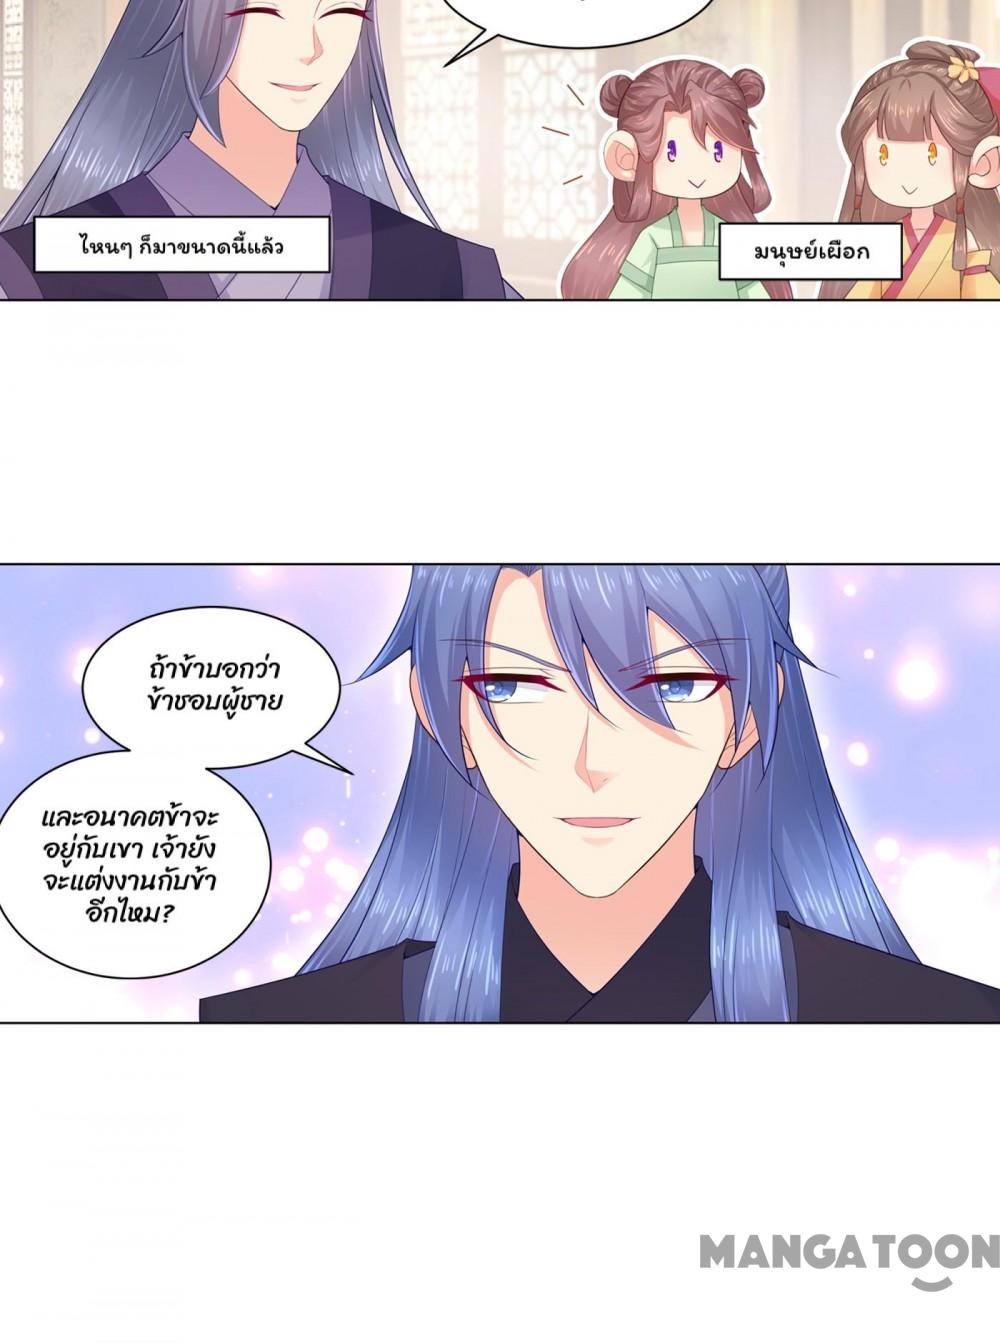 ไหนๆ ก็มาขนาดนี้แล้ว
มนุษย์เผือก
ถ้าข้าบอกว่า
ข้าชอบผู้ชาย
และอนาคตข้าจะ
อยู่กับเขา เจ้ายัง
จะแต่งงานกับข้า
อีกไหม?
MANGATOON